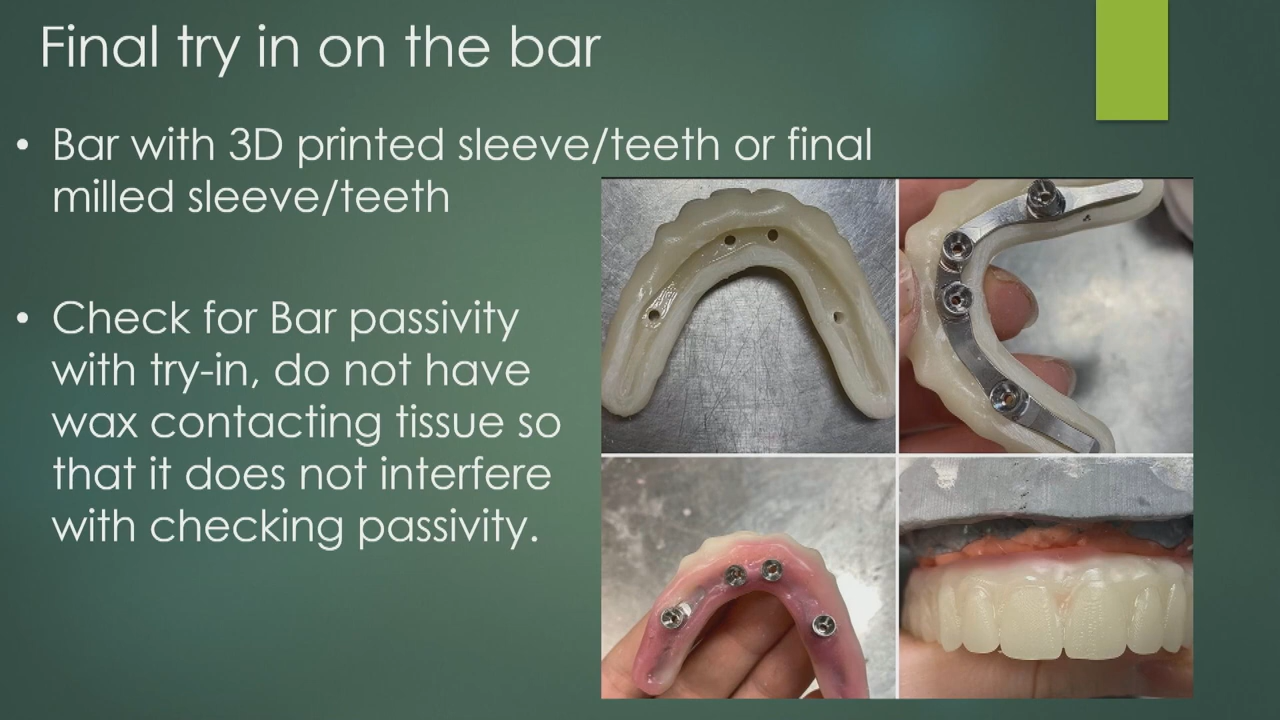 Final try in on the bar
• Bar with 3D printed sleeve/teeth or final
milled sleeve/teeth
• Check for Bar passivity
with try-in, do not have
wax contacting tissue so
that it does not interfere
with checking passivity.